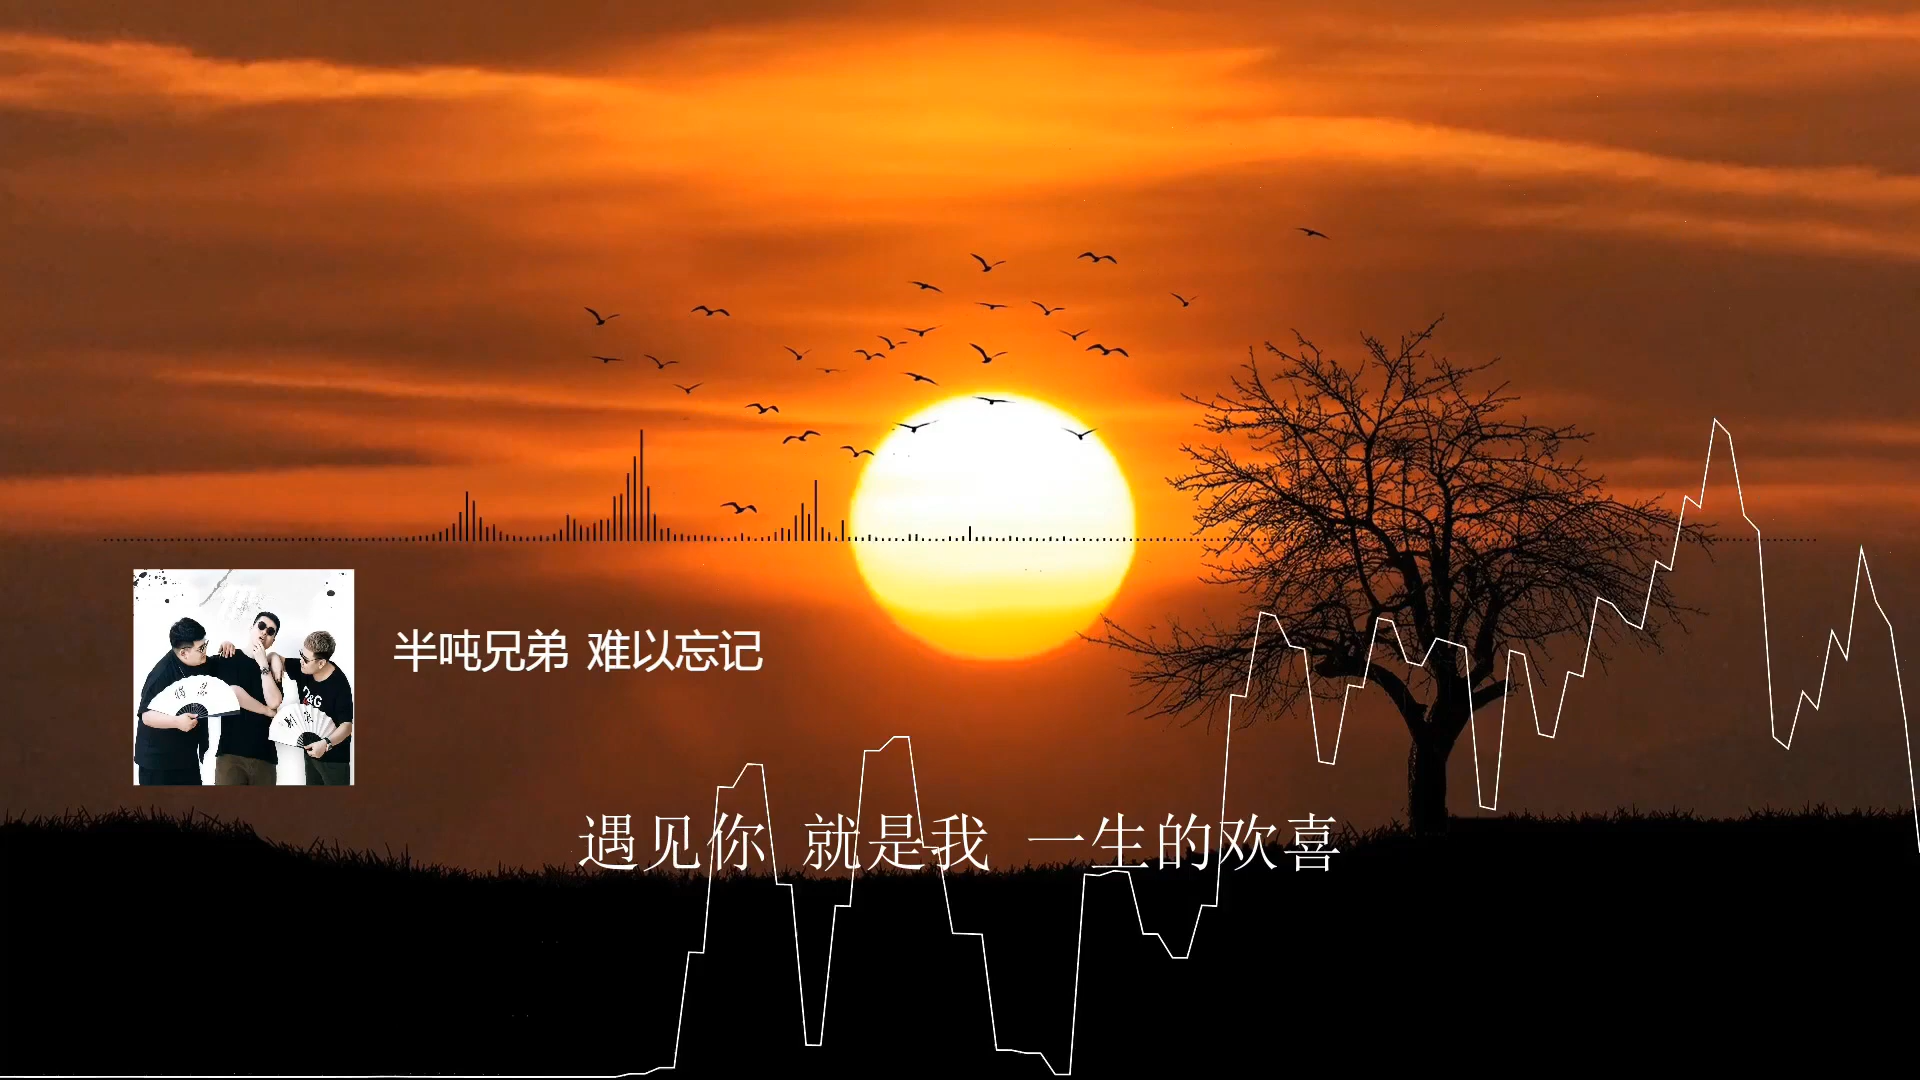 半吨兄弟 难以忘记
遇见你 就是我 一生的欢喜